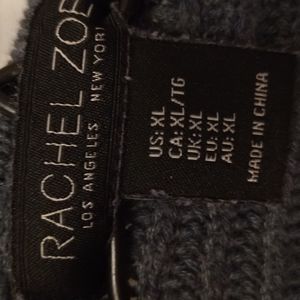 RACHEL ZOE
LOS ANGELES NEW YORK
US: XL
CA: XL/TG
UK: XL
EU: XL
AU: XL
MADE IN CHINA